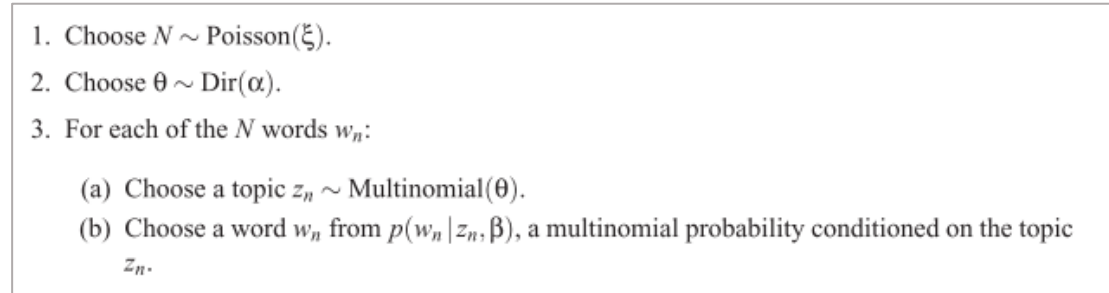 1. Choose N ∼ Poisson(ξ).
2. Choose θ ∼ Dir(α).
3. For each of the N words wₙ:
(a) Choose a topic zₙ ∼ Multinomial(θ).
(b) Choose a word wₙ from p(wₙ | zₙ, β), a multinomial probability conditioned on the topic
zₙ.